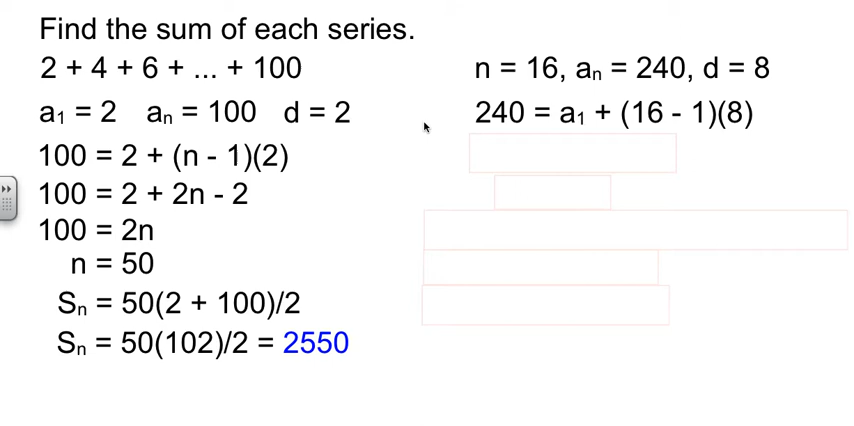 Find the sum of each series.
2 + 4 + 6 + ... + 100
a₁ = 2 aₙ = 100 d = 2
100 = 2 + (n - 1)(2)
100 = 2 + 2n - 2
100 = 2n
n = 50
Sₙ = 50(2 + 100)/2
Sₙ = 50(102)/2 = 2550
n = 16, aₙ = 240, d = 8
240 = a₁ + (16 - 1)(8)